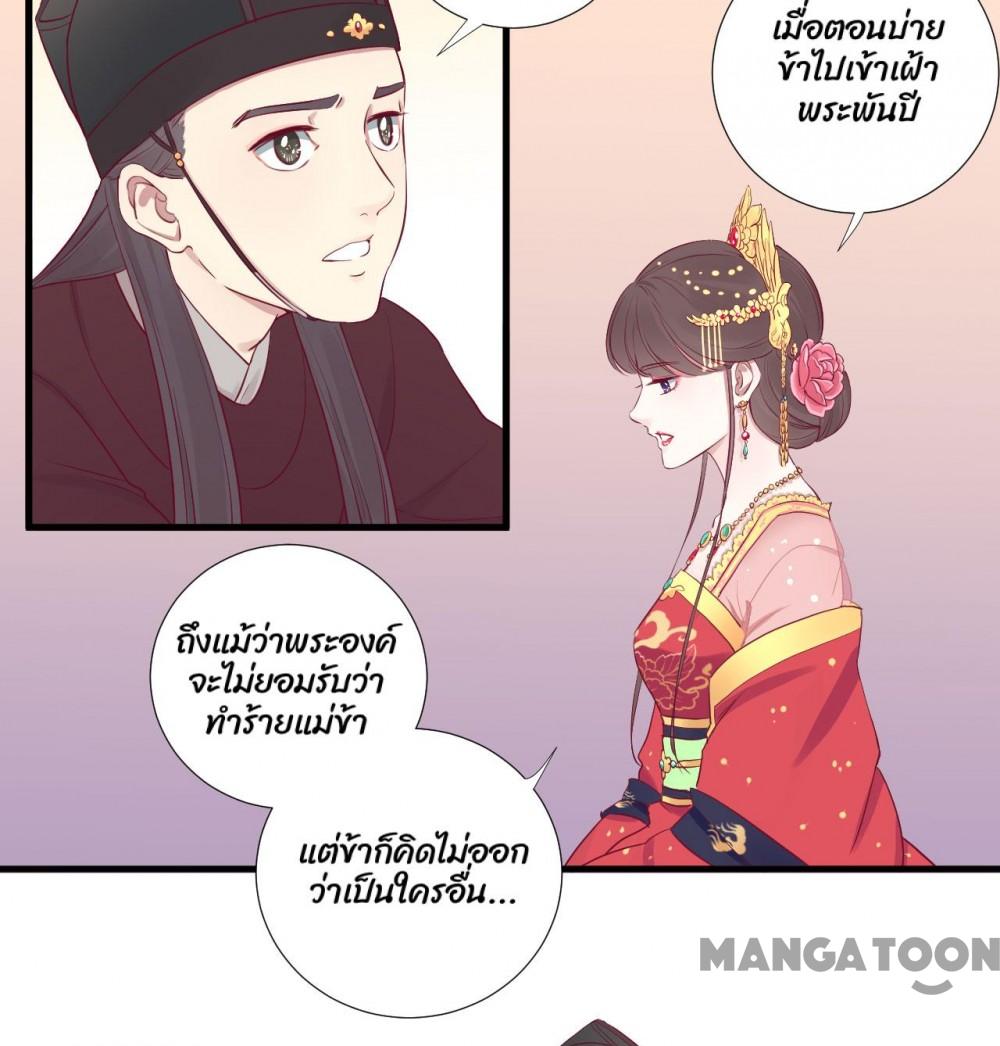 เมื่อตอนบ่าย
ข้าไปเข้าเฝ้า
พระพันปี
ถึงแม้ว่าพระองค์
จะไม่ยอมรับว่า
ทำร้ายแม่ข้า
แต่ข้าก็คิดไม่ออก
ว่าเป็นใครอื่น...
MANGATOON